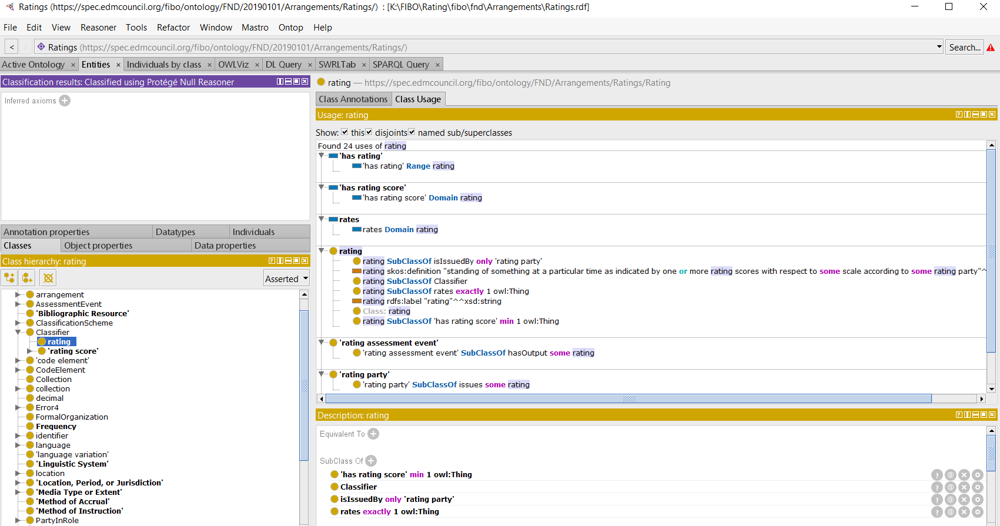 Ratings (https://spec.edmcouncil.org/fibo/ontology/FND/20190101/Arrangements/Ratings/) : [K:\FIBO\Rating\fibo\fnd\Arrangements\Ratings.rdf]
File Edit View Reasoner Tools Refactor Window Mastro Ontop Help
< > Ratings (https://spec.edmcouncil.org/fibo/ontology/FND/20190101/Arrangements/Ratings/) Search...
Active Ontology × Entities × Individuals by class × OWLViz × DL Query × SWRLTab × SPARQL Query ×
Classification results: Classified using Protégé Null Reasoner
Inferred axioms
Annotation properties Datatypes Individuals
Classes Object properties Data properties
Class hierarchy: rating
Asserted
arrangement
AssessmentEvent
'Bibliographic Resource'
ClassificationScheme
Classifier
rating
'rating score'
'code element'
CodeElement
Collection
collection
decimal
Error4
FormalOrganization
Frequency
identifier
language
'language variation'
'Linguistic System'
location
'Location, Period, or Jurisdiction'
'Media Type or Extent'
'Method of Accrual'
'Method of Instruction'
PartyInRole
rating — https://spec.edmcouncil.org/fibo/ontology/FND/Arrangements/Ratings/Rating
Class Annotations Class Usage
Usage: rating
Show: this disjoints named sub/superclasses
Found 24 uses of rating
'has rating'
'has rating' Range rating
'has rating score'
'has rating score' Domain rating
rates
rates Domain rating
rating
rating SubClassOf isIssuedBy only 'rating party'
rating skos:definition "standing of something at a particular time as indicated by one or more rating scores with respect to some scale according to some rating party"^
rating SubClassOf Classifier
rating SubClassOf rates exactly 1 owl:Thing
rating rdfs:label "rating"^^xsd:string
Class: rating
rating SubClassOf 'has rating score' min 1 owl:Thing
'rating assessment event'
'rating assessment event' SubClassOf hasOutput some rating
'rating party'
'rating party' SubClassOf issues some rating
Description: rating
Equivalent To
SubClass Of
'has rating score' min 1 owl:Thing
Classifier
isIssuedBy only 'rating party'
rates exactly 1 owl:Thing